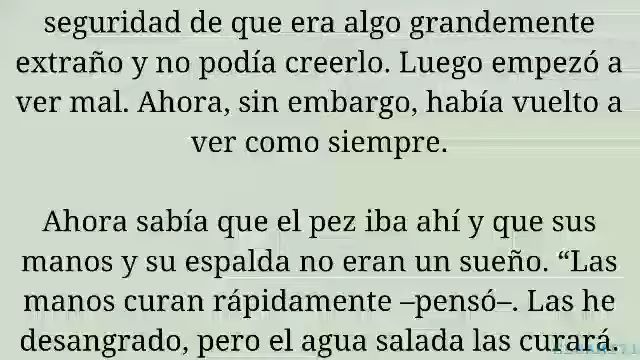 seguridad de que era algo grandemente
extraño y no podía creerlo. Luego empezó a
ver mal. Ahora, sin embargo, había vuelto a
ver como siempre.
Ahora sabía que el pez iba ahí y que sus
manos y su espalda no eran un sueño. “Las
manos curan rápidamente –pensó–. Las he
desangrado, pero el agua salada las curará.